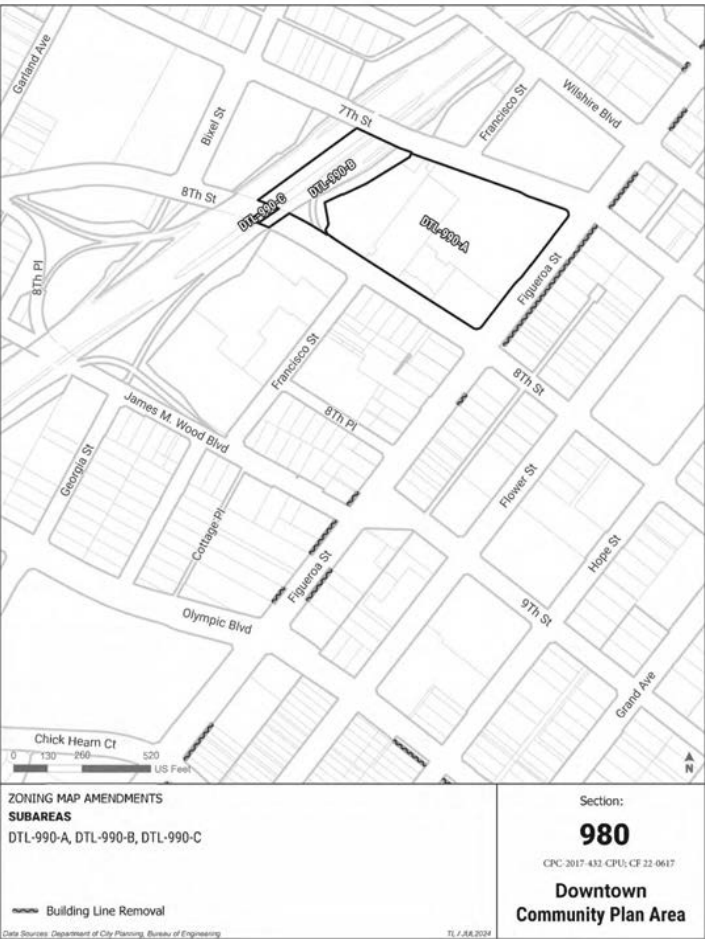 Garland Ave
Wilshire Blvd
Francisco St
7Th St
Bixel St
8Th St
DTL-990-B
DTL-990-C
DTL-990-A
8Th Pl
Figueroa St
Francisco St
8Th St
8Th Pl
James M. Wood Blvd
Georgia St
Flower St
Cottage Pl
Hope St
Figueroa St
9Th St
Olympic Blvd
Grand Ave
Chick Hearn Ct
0 130 260 520
US Feet
N
ZONING MAP AMENDMENTS
SUBAREAS
DTL-990-A, DTL-990-B, DTL-990-C
Building Line Removal
Data Sources: Department of City Planning, Bureau of Engineering
TL / JUL2024
Section:
980
CPC-2017-432-CPU; CF 22-0617
Downtown
Community Plan Area